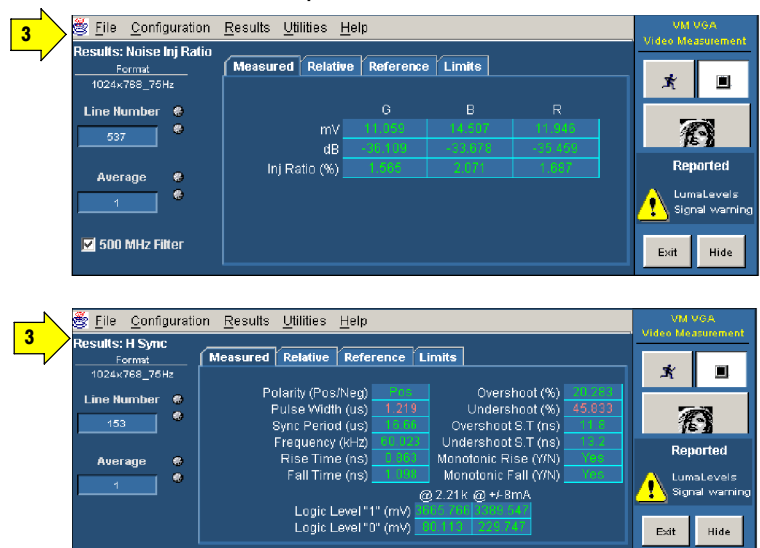 3
File Configuration Results Utilities Help
VM VGA
Video Measurement
Results: Noise Inj Ratio
Format
1024x768_75Hz
Measured Relative Reference Limits
Line Number
537
G B R
mV 11.059 14.507 11.946
dB -36.109 -33.678 -35.459
Inj Ratio (%) 1.565 2.071 1.687
Average
1
500 MHz Filter
Reported
LumaLevels
Signal warning
Exit Hide
3
File Configuration Results Utilities Help
VM VGA
Video Measurement
Results: H Sync
Format
1024x768_75Hz
Measured Relative Reference Limits
Line Number
153
Polarity (Pos/Neg) Pos Overshoot (%) 20.283
Pulse Width (us) 1.219 Undershoot (%) 45.833
Sync Period (us) 16.66 Overshoot S.T (ns) 11.8
Frequency (kHz) 60.023 Undershoot S.T (ns) 13.2
Rise Time (ns) 0.863 Monotonic Rise (Y/N) Yes
Fall Time (ns) 1.098 Monotonic Fall (Y/N) Yes
@ 2.21k @ +/-8mA
Logic Level "1" (mV) 3665.766 3389.547
Logic Level "0" (mV) 80.113 229.747
Average
1
Reported
LumaLevels
Signal warning
Exit Hide